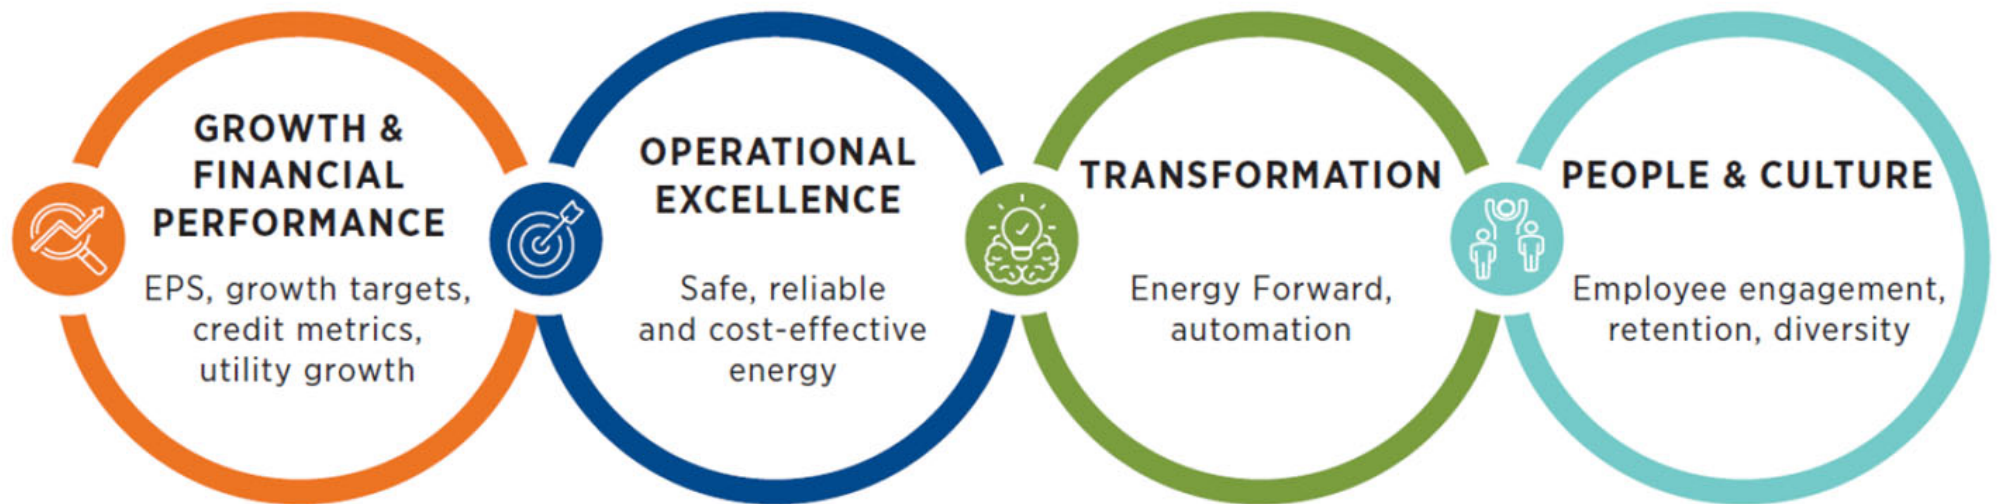 GROWTH &
FINANCIAL
PERFORMANCE
EPS, growth targets,
credit metrics,
utility growth
OPERATIONAL
EXCELLENCE
Safe, reliable
and cost-effective
energy
TRANSFORMATION
Energy Forward,
automation
PEOPLE & CULTURE
Employee engagement,
retention, diversity